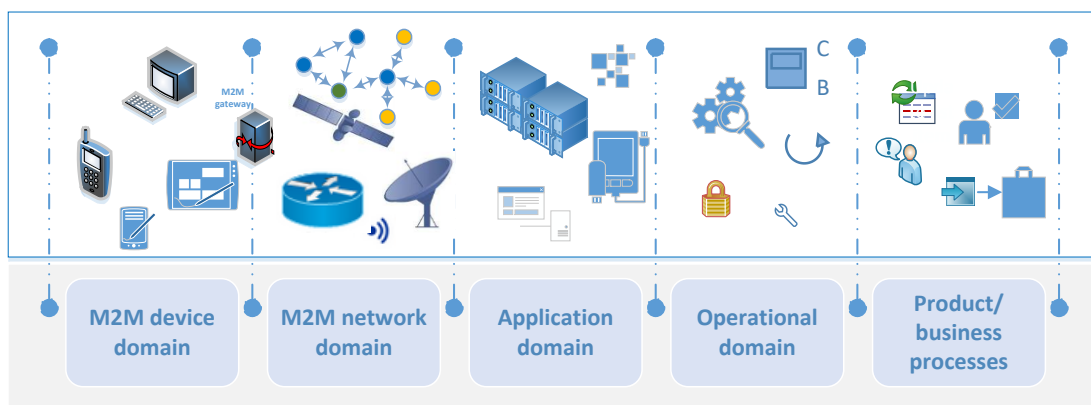 M2M
gateway
C
B
M2M device
domain
M2M network
domain
Application
domain
Operational
domain
Product/
business
processes